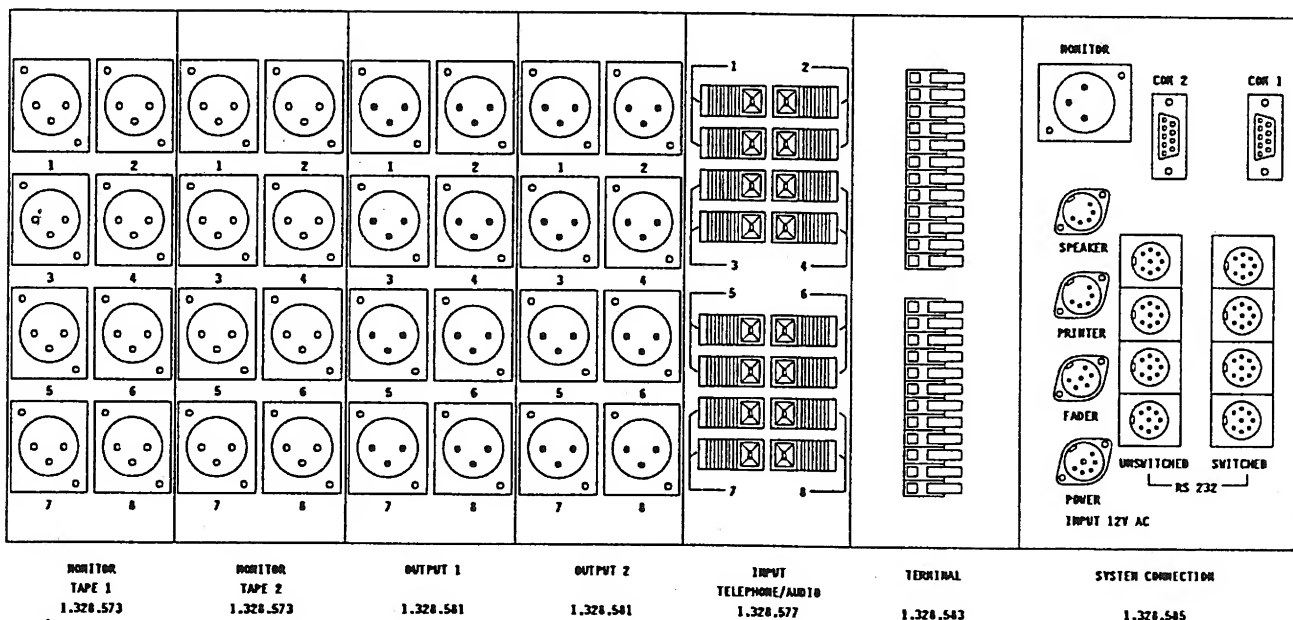 MONITOR
COM 2
COM 1
1 2 1 2 1 2 1 2
1 2
3 4 3 4 3 4 3 4
3 4
SPEAKER
5 6
PRINTER
5 6 5 6 5 6 5 6
FADER
7 8 7 8 7 8 7 8
7 8
UNSWITCHED SWITCHED
RS 232
POWER
INPUT 12V AC
MONITOR
TAPE 1
1.328.573
MONITOR
TAPE 2
1.328.573
OUTPUT 1
1.328.581
OUTPUT 2
1.328.581
INPUT
TELEPHONE/AUDIO
1.328.577
TERMINAL
1.328.583
SYSTEM CONNECTION
1.328.585